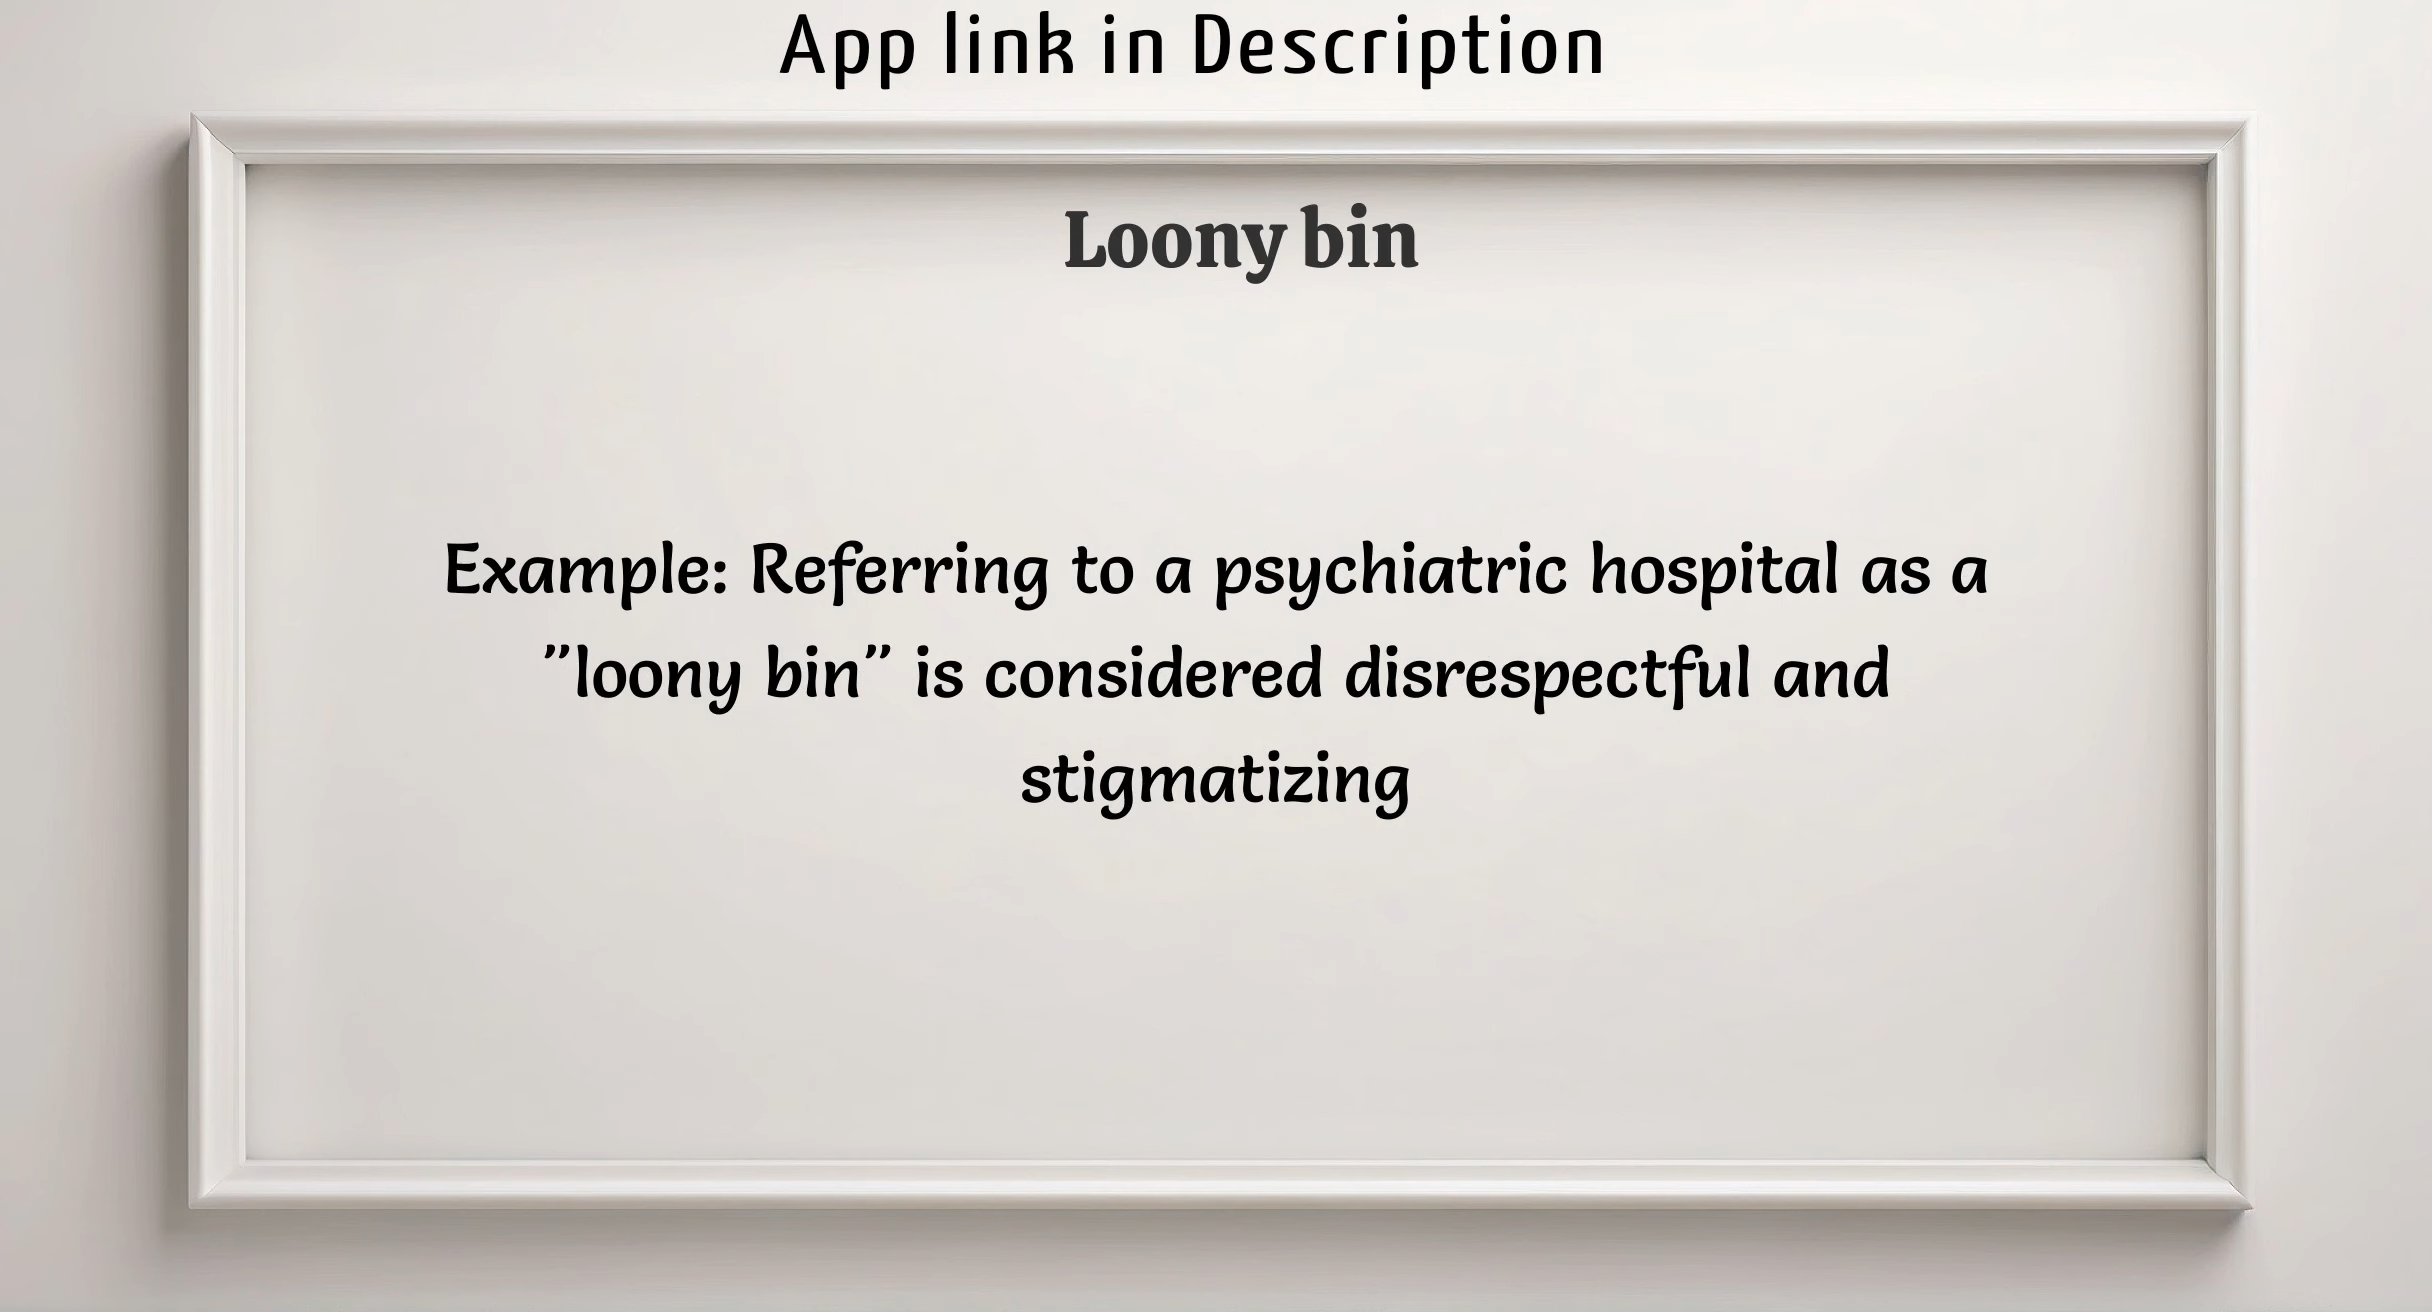 App link in Description
Loony bin
Example: Referring to a psychiatric hospital as a
"loony bin" is considered disrespectful and
stigmatizing